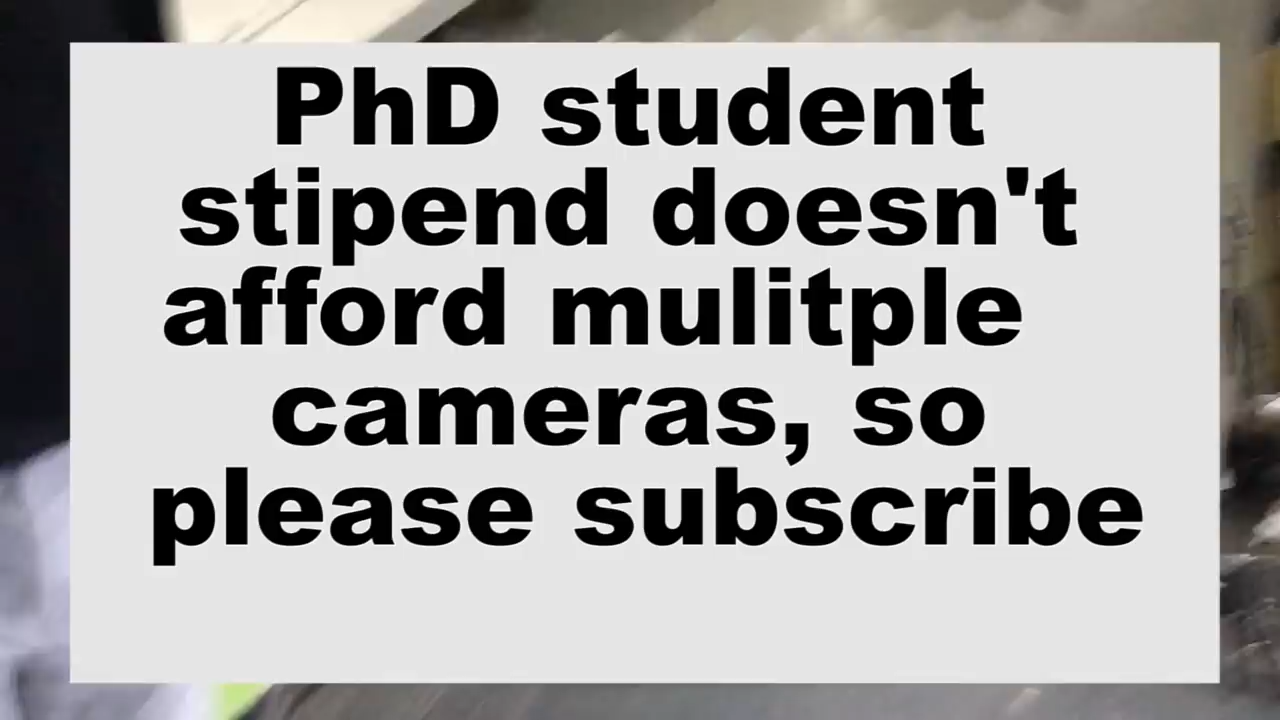 PhD student
stipend doesn't
afford mulitple
cameras, so
please subscribe